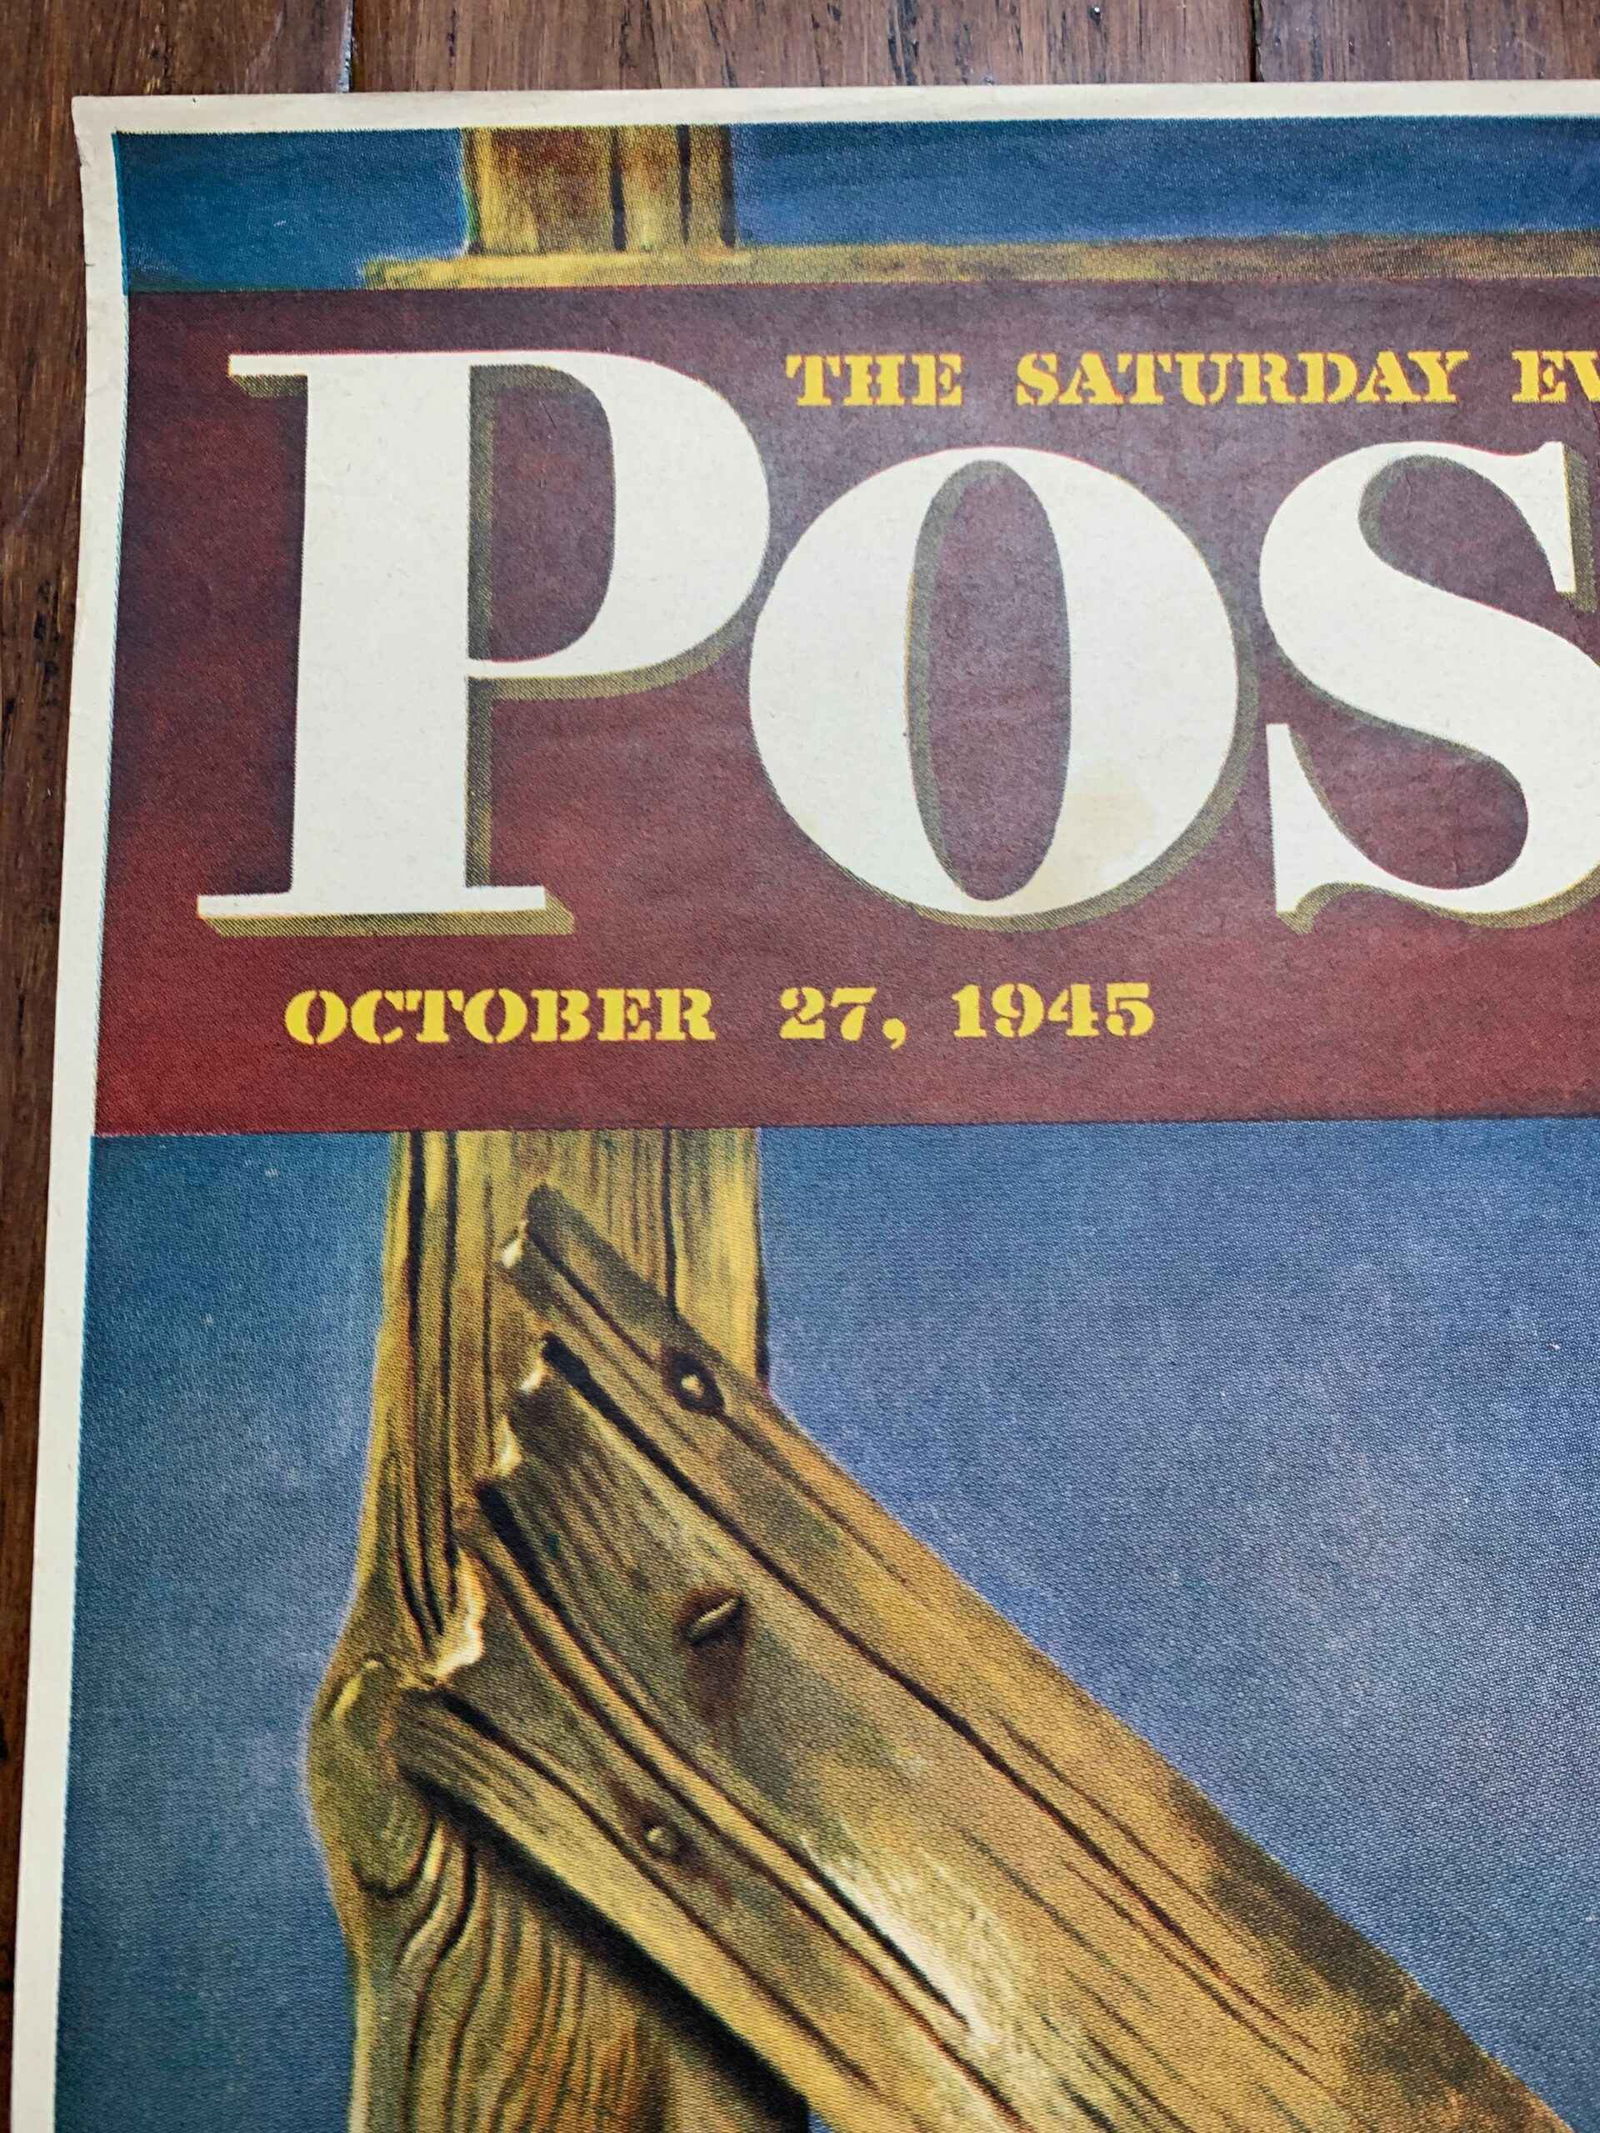 THE SATURDAY EV
POS
OCTOBER 27, 1945